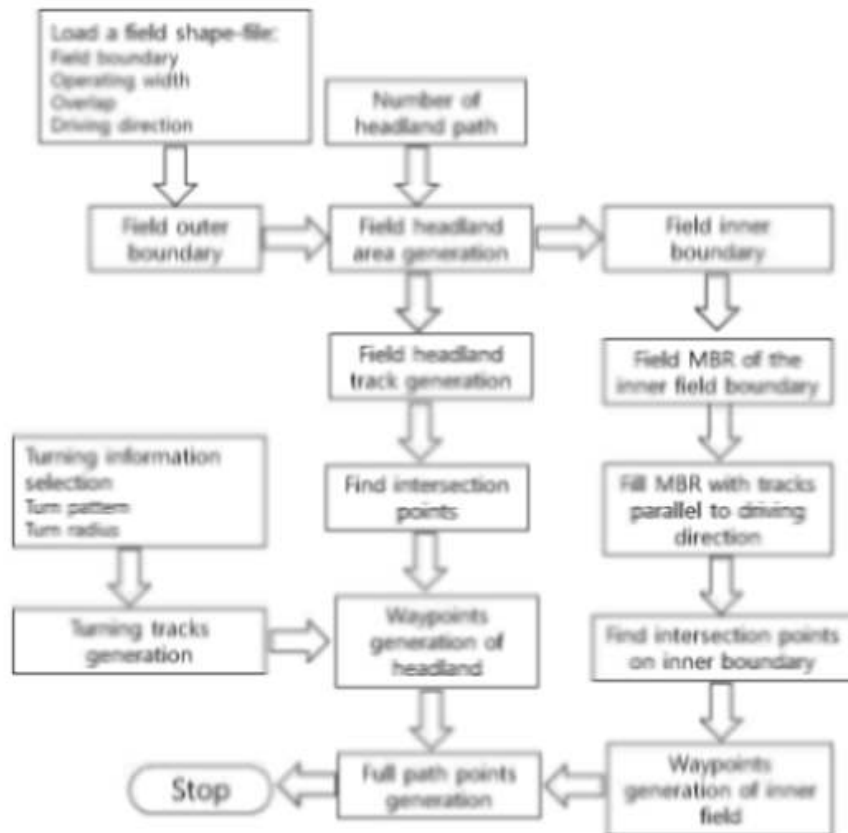 Load a field shape-file:
Field boundary
Operating width
Overlap
Driving direction
Number of
headland path
Field outer
boundary
Field headland
area generation
Field inner
boundary
Field headland
track generation
Field MBR of the
inner field boundary
Turning information
selection
Turn pattern
Turn radius
Find intersection
points
Fill MBR with tracks
parallel to driving
direction
Turning tracks
generation
Waypoints
generation of
headland
Find intersection points
on inner boundary
Stop
Full path points
generation
Waypoints
generation of inner
field